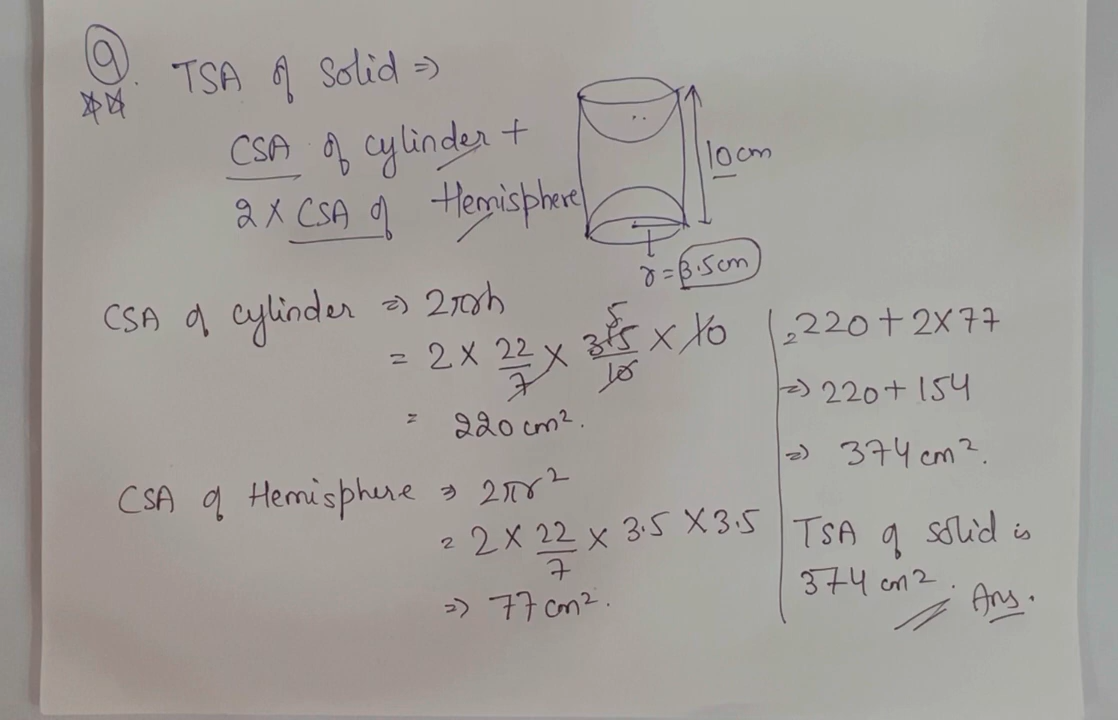 9. TSA of Solid ⇒
CSA of cylinder +
2 × CSA of Hemisphere
10 cm
r = 3.5 cm
CSA of cylinder ⇒ 2πrh
= 2 × 22/7 × 35/10 × 10
5
= 220 cm².
CSA of Hemisphere ⇒ 2πr²
= 2 × 22/7 × 3.5 × 3.5
⇒ 77 cm².
= 220 + 2 × 77
⇒ 220 + 154
⇒ 374 cm².
TSA of solid is
374 cm². Ans.